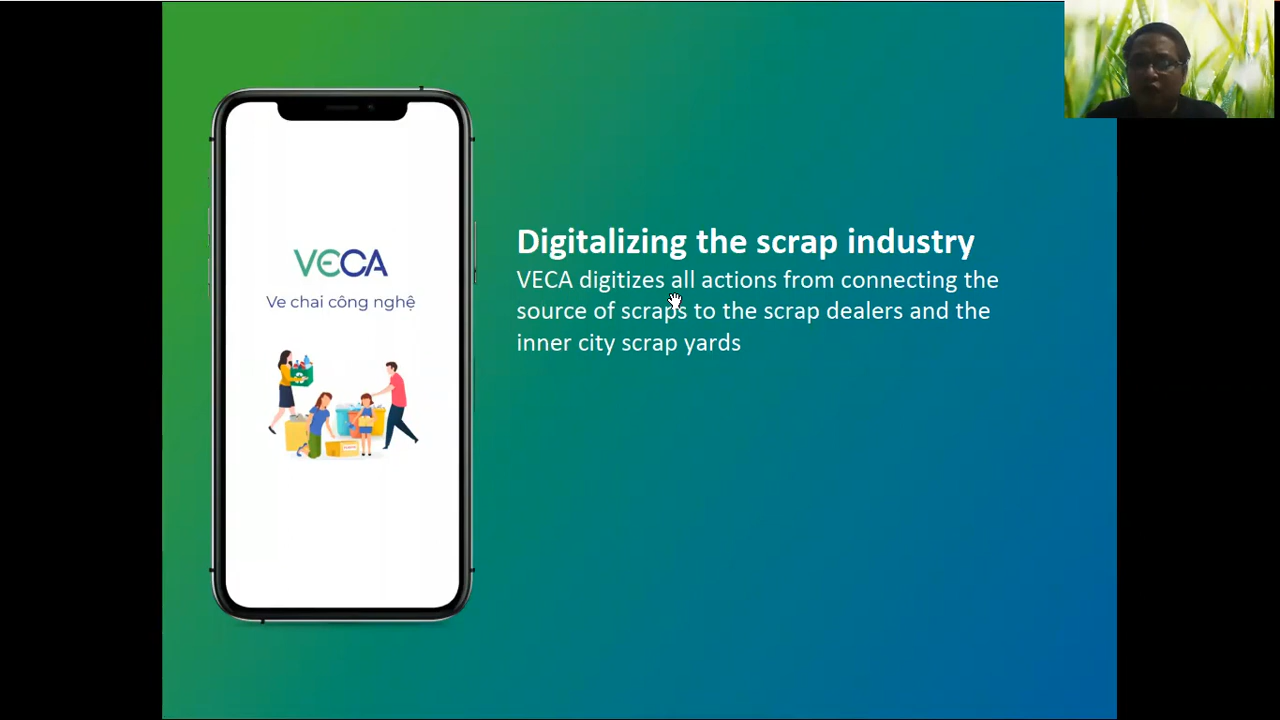 VECA
Ve chai công nghệ
Digitalizing the scrap industry
VECA digitizes all actions from connecting the
source of scraps to the scrap dealers and the
inner city scrap yards